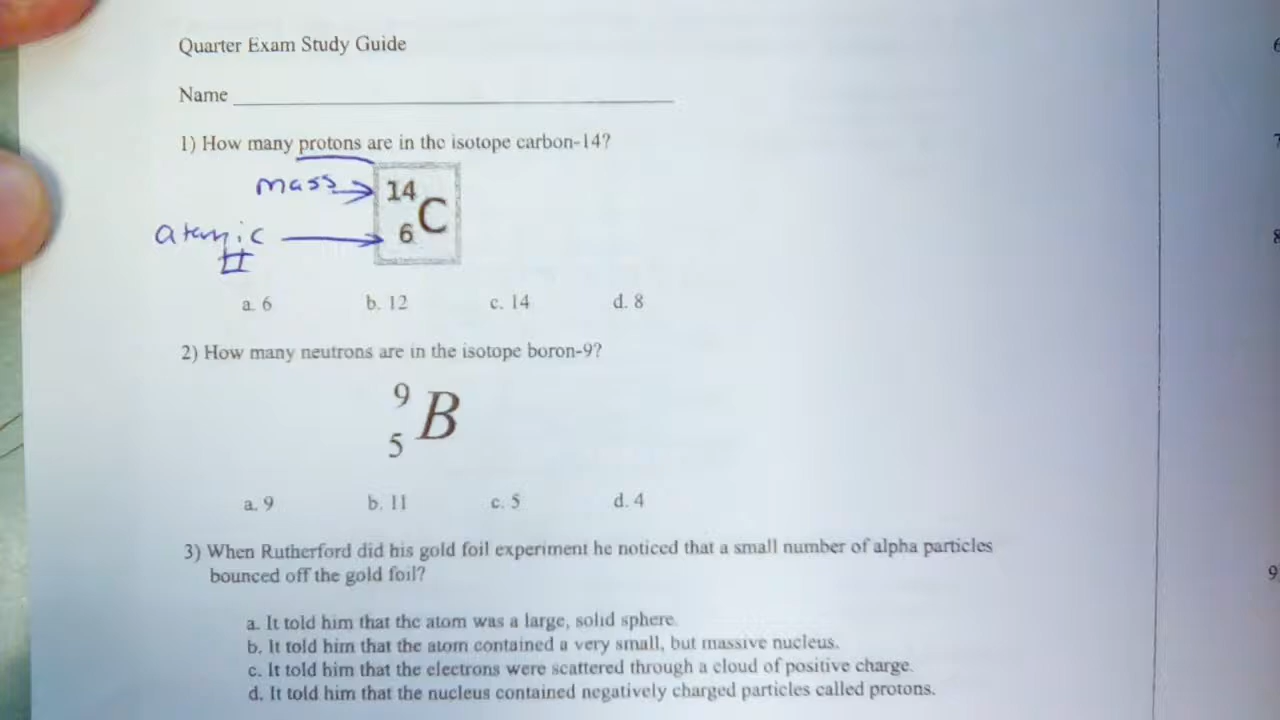 Quarter Exam Study Guide
Name
1) How many protons are in the isotope carbon-14?
mass
14
C
6
atomic
#
a. 6 b. 12 c. 14 d. 8
2) How many neutrons are in the isotope boron-9?
9
B
5
a. 9 b. 11 c. 5 d. 4
3) When Rutherford did his gold foil experiment he noticed that a small number of alpha particles
bounced off the gold foil?
a. It told him that the atom was a large, solid sphere.
b. It told him that the atom contained a very small, but massive nucleus.
c. It told him that the electrons were scattered through a cloud of positive charge.
d. It told him that the nucleus contained negatively charged particles called protons.
6
7
8
9